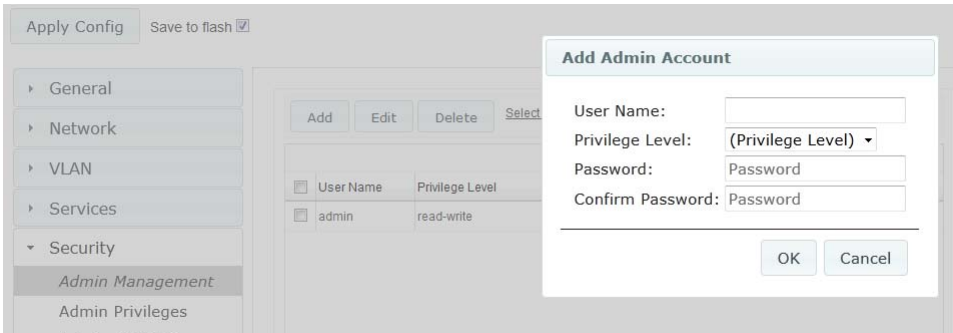 Apply Config
Save to flash
General
Network
VLAN
Services
Security
Admin Management
Admin Privileges
Add
Edit
Delete
Select
User Name
Privilege Level
admin
read-write
Add Admin Account
User Name:
Privilege Level: (Privilege Level)
Password: Password
Confirm Password: Password
OK
Cancel